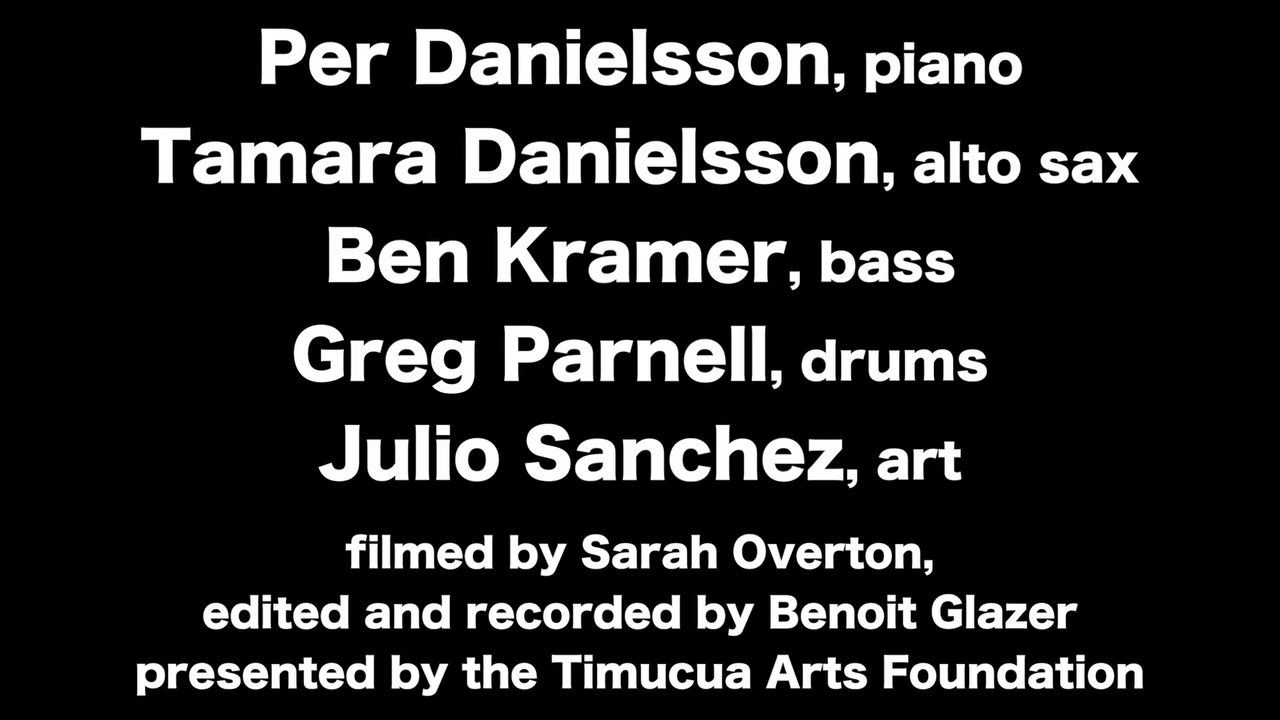 Per Danielsson, piano
Tamara Danielsson, alto sax
Ben Kramer, bass
Greg Parnell, drums
Julio Sanchez, art
filmed by Sarah Overton,
edited and recorded by Benoit Glazer
presented by the Timucua Arts Foundation